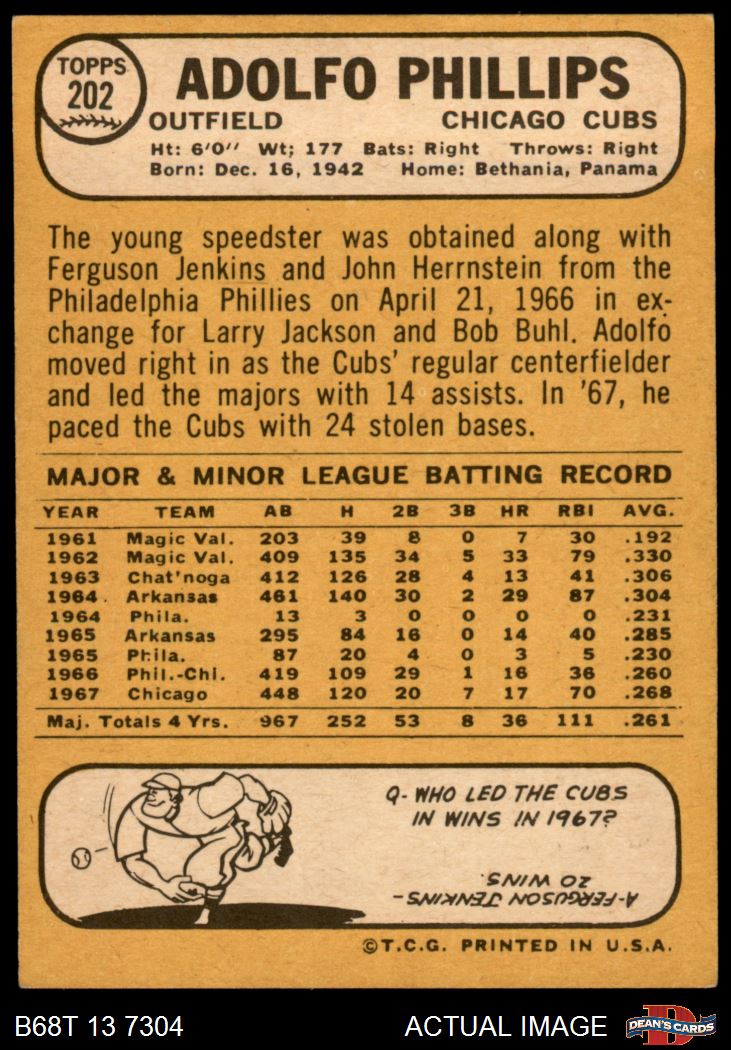 TOPPS
202
ADOLFO PHILLIPS
OUTFIELD CHICAGO CUBS
Ht: 6'0" Wt; 177 Bats: Right Throws: Right
Born: Dec. 16, 1942 Home: Bethania, Panama
The young speedster was obtained along with
Ferguson Jenkins and John Herrnstein from the
Philadelphia Phillies on April 21, 1966 in ex-
change for Larry Jackson and Bob Buhl. Adolfo
moved right in as the Cubs' regular centerfielder
and led the majors with 14 assists. In '67, he
paced the Cubs with 24 stolen bases.
MAJOR & MINOR LEAGUE BATTING RECORD
YEAR TEAM AB H 2B 3B HR RBI AVG.
1961 Magic Val. 203 39 8 0 7 30 .192
1962 Magic Val. 409 135 34 5 33 79 .330
1963 Chat'noga 412 126 28 4 13 41 .306
1964 Arkansas 461 140 30 2 29 87 .304
1964 Phila. 13 3 0 0 0 0 .231
1965 Arkansas 295 84 16 0 14 40 .285
1965 Phila. 87 20 4 0 3 5 .230
1966 Phil.-Chi. 419 109 29 1 16 36 .260
1967 Chicago 448 120 20 7 17 70 .268
Maj. Totals 4 Yrs. 967 252 53 8 36 111 .261
Q- WHO LED THE CUBS
IN WINS IN 1967?
A-FERGUSON JENKINS-
20 WINS.
©T.C.G. PRINTED IN U.S.A.
B68T 13 7304 ACTUAL IMAGE
DEAN'S CARDS